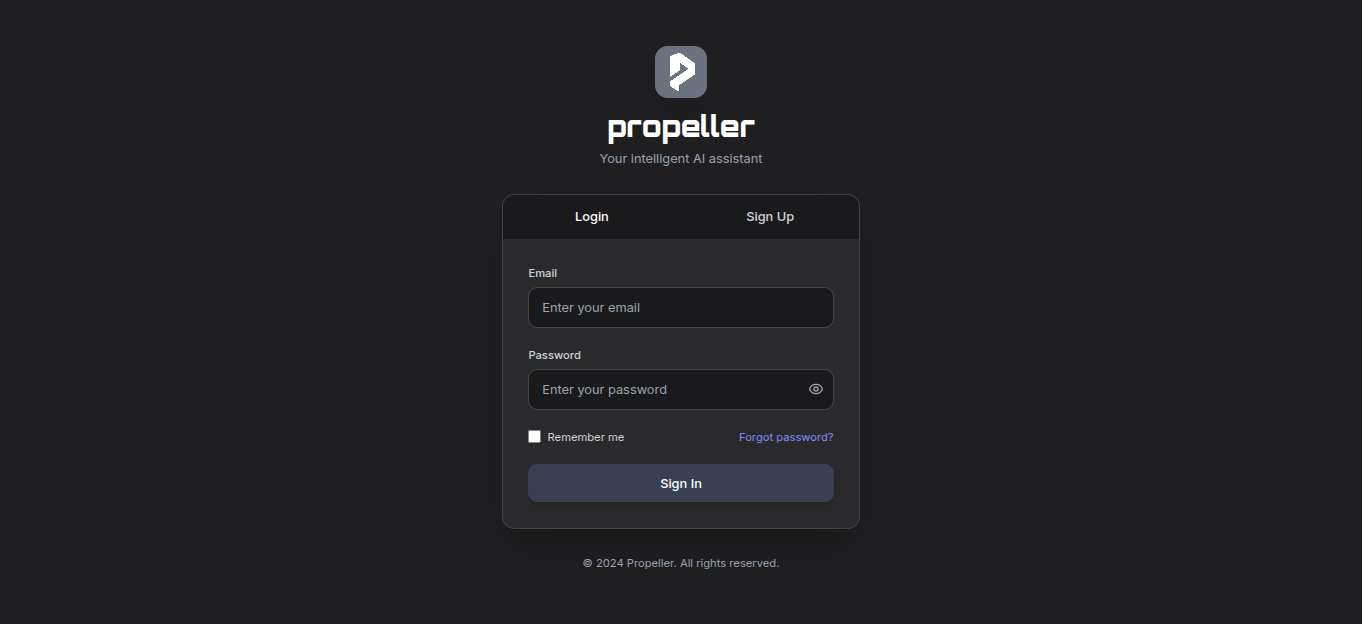 propeller
Your intelligent AI assistant
Login Sign Up
Email
Enter your email
Password
Enter your password
Remember me Forgot password?
Sign In
© 2024 Propeller. All rights reserved.